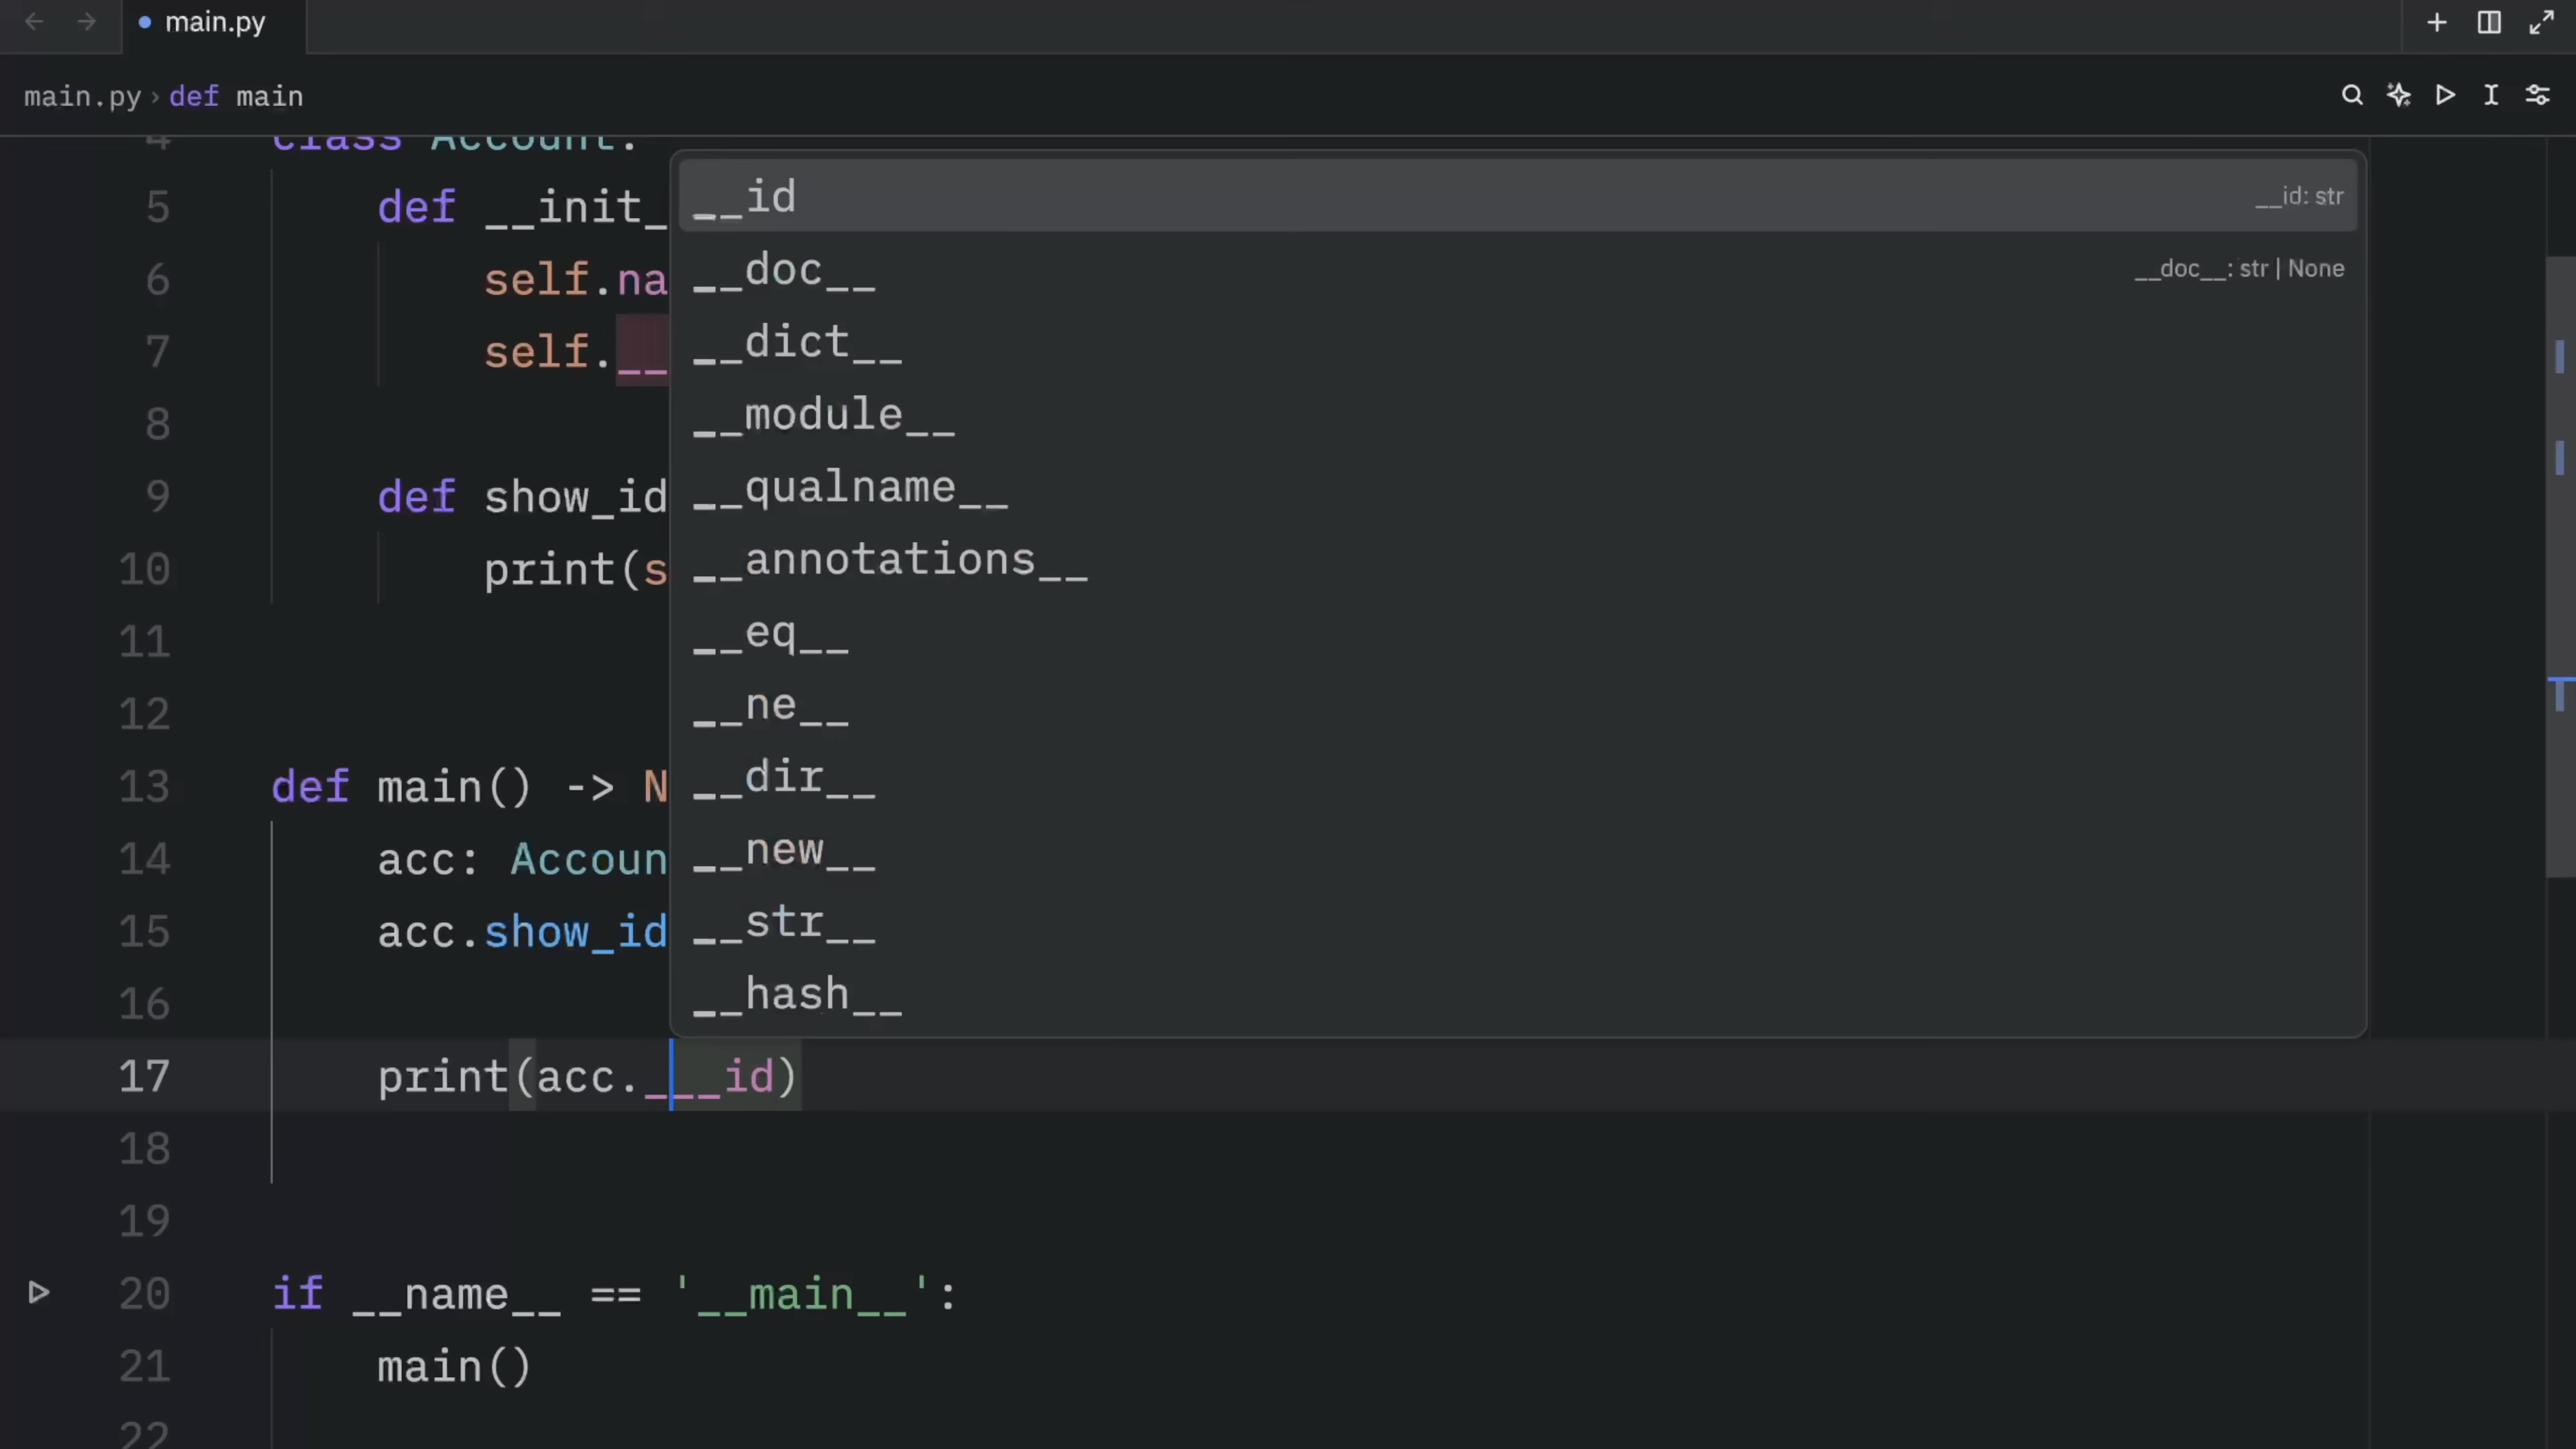 main.py
main.py › def main
4 class Account:
5 def __init_
6 self.na
7 self.__
8
9 def show_id
10 print(s
11
12
13 def main() -> N
14 acc: Accoun
15 acc.show_id
16
17 print(acc.___id)
18
19
20 if __name__ == '__main__':
21 main()
22
__id __id: str
__doc__ __doc__: str | None
__dict__
__module__
__qualname__
__annotations__
__eq__
__ne__
__dir__
__new__
__str__
__hash__